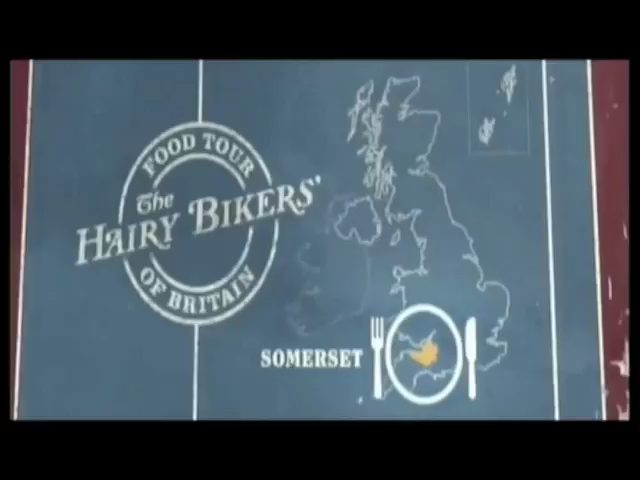 FOOD TOUR
The
HAIRY BIKERS'
OF BRITAIN
SOMERSET